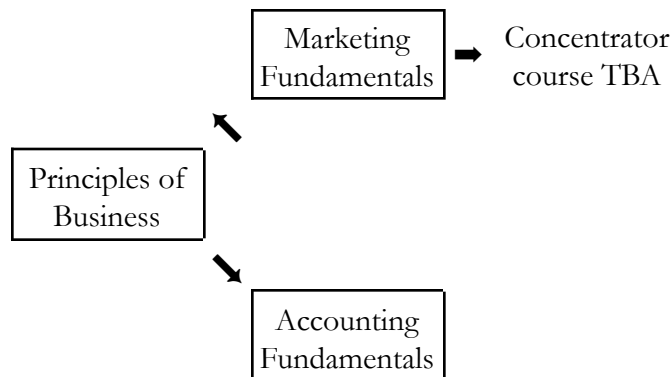 Marketing
Fundamentals
Concentrator
course TBA
Principles of
Business
Accounting
Fundamentals